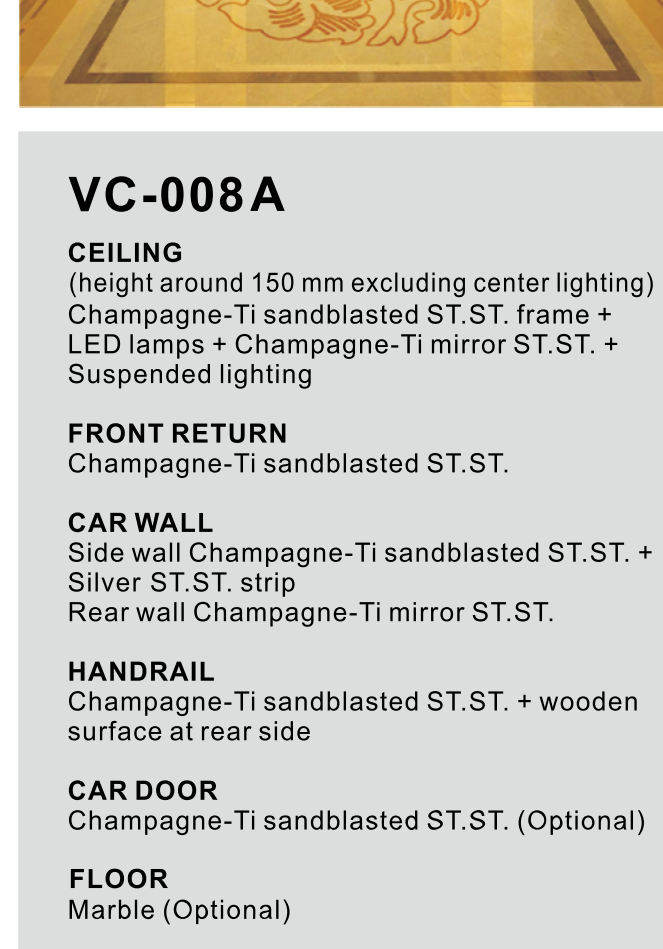 VC-008A
CEILING
(height around 150 mm excluding center lighting)
Champagne-Ti sandblasted ST.ST. frame +
LED lamps + Champagne-Ti mirror ST.ST. +
Suspended lighting
FRONT RETURN
Champagne-Ti sandblasted ST.ST.
CAR WALL
Side wall Champagne-Ti sandblasted ST.ST. +
Silver ST.ST. strip
Rear wall Champagne-Ti mirror ST.ST.
HANDRAIL
Champagne-Ti sandblasted ST.ST. + wooden
surface at rear side
CAR DOOR
Champagne-Ti sandblasted ST.ST. (Optional)
FLOOR
Marble (Optional)